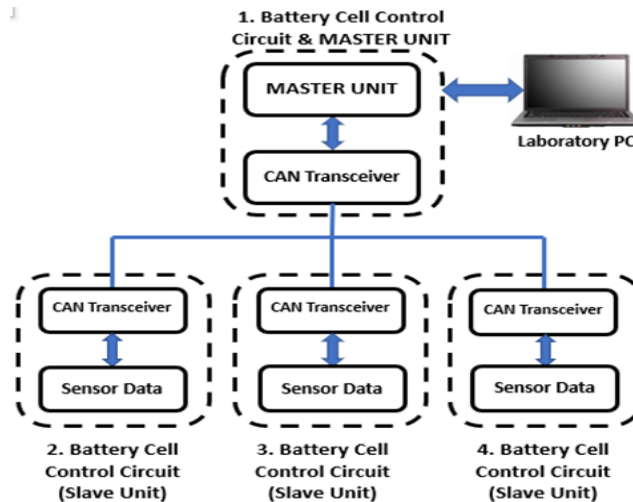 1. Battery Cell Control
Circuit & MASTER UNIT
MASTER UNIT
CAN Transceiver
Laboratory PC
CAN Transceiver
Sensor Data
CAN Transceiver
Sensor Data
CAN Transceiver
Sensor Data
2. Battery Cell
Control Circuit
(Slave Unit)
3. Battery Cell
Control Circuit
(Slave Unit)
4. Battery Cell
Control Circuit
(Slave Unit)